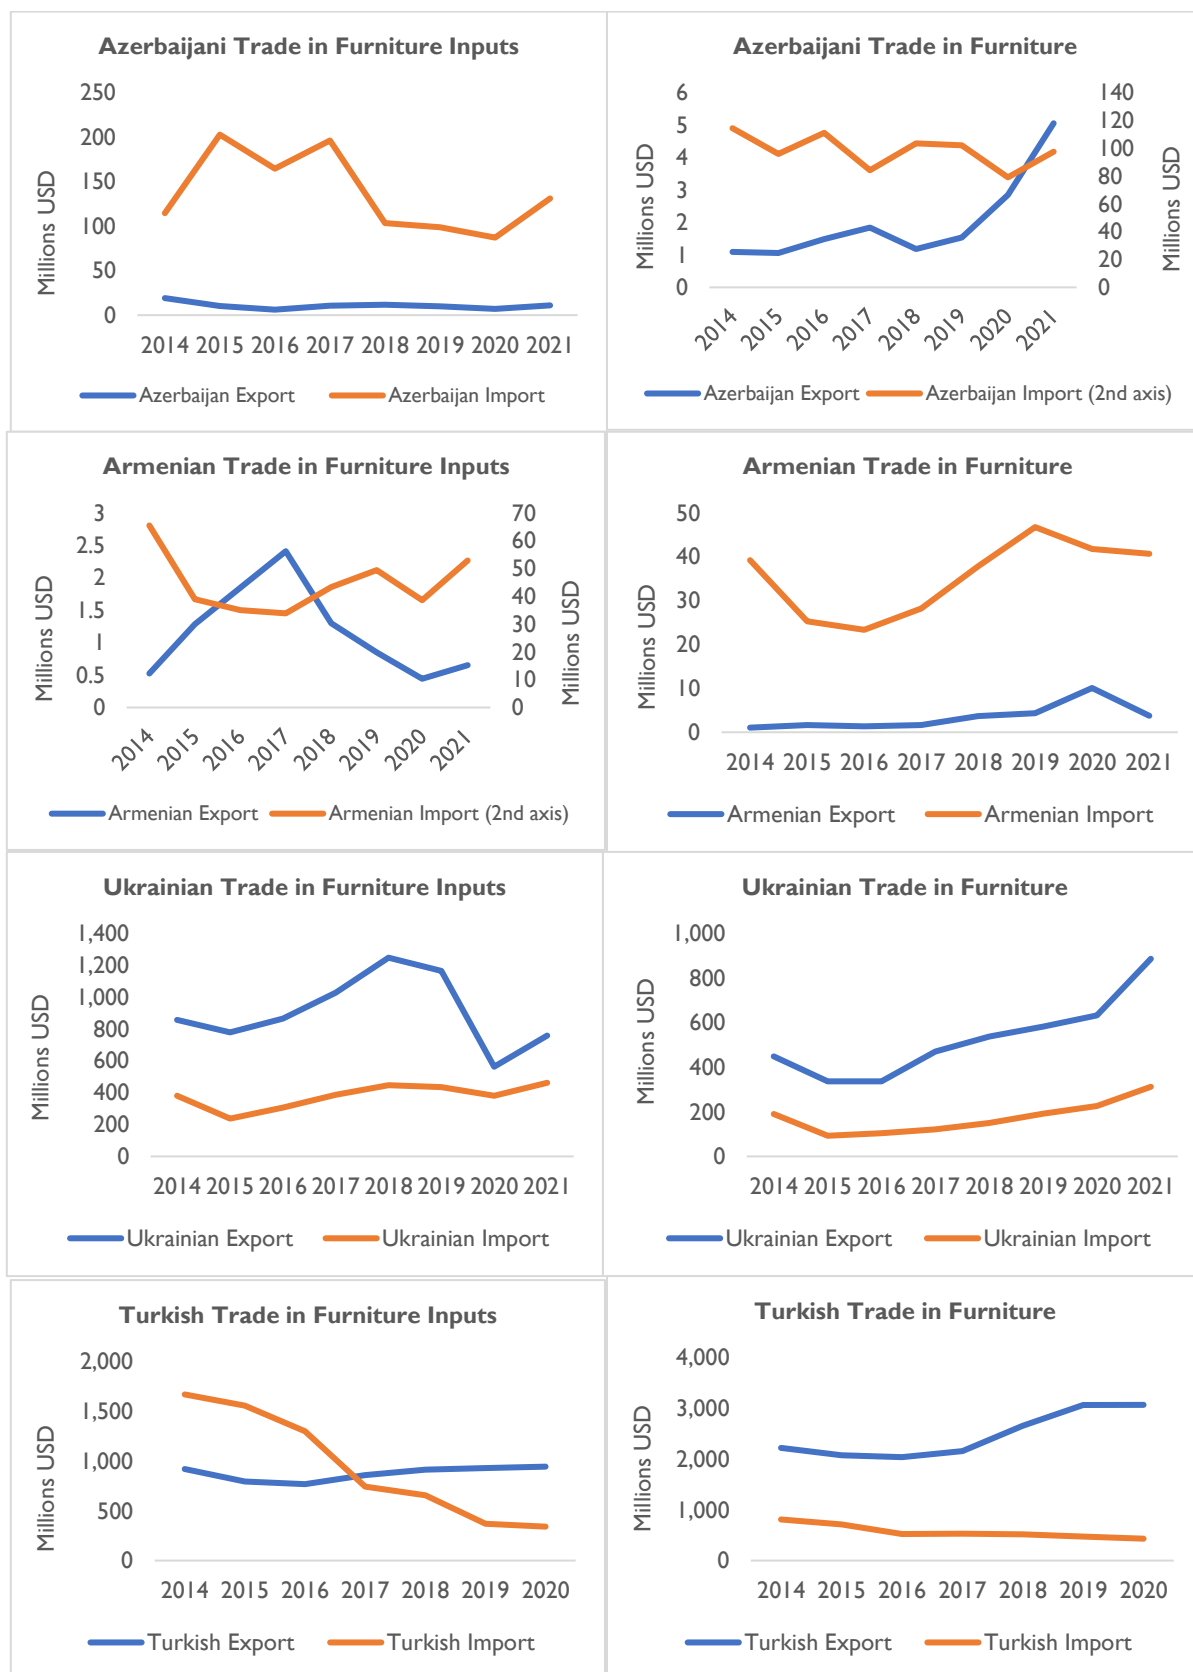 Azerbaijani Trade in Furniture Inputs
Millions USD
250
200
150
100
50
0
2014 2015 2016 2017 2018 2019 2020 2021
Azerbaijan Export Azerbaijan Import
Azerbaijani Trade in Furniture
Millions USD
6
5
4
3
2
1
0
140
120
100
80
60
40
20
0
Millions USD
2014 2015 2016 2017 2018 2019 2020 2021
Azerbaijan Export Azerbaijan Import (2nd axis)
Armenian Trade in Furniture Inputs
Millions USD
3
2.5
2
1.5
1
0.5
0
70
60
50
40
30
20
10
0
Millions USD
2014 2015 2016 2017 2018 2019 2020 2021
Armenian Export Armenian Import (2nd axis)
Armenian Trade in Furniture
Millions USD
50
40
30
20
10
0
2014 2015 2016 2017 2018 2019 2020 2021
Armenian Export Armenian Import
Ukrainian Trade in Furniture Inputs
Millions USD
1,400
1,200
1,000
800
600
400
200
0
2014 2015 2016 2017 2018 2019 2020 2021
Ukrainian Export Ukrainian Import
Ukrainian Trade in Furniture
Millions USD
1,000
800
600
400
200
0
2014 2015 2016 2017 2018 2019 2020 2021
Ukrainian Export Ukrainian Import
Turkish Trade in Furniture Inputs
Millions USD
2,000
1,500
1,000
500
0
2014 2015 2016 2017 2018 2019 2020
Turkish Export Turkish Import
Turkish Trade in Furniture
Millions USD
4,000
3,000
2,000
1,000
0
2014 2015 2016 2017 2018 2019 2020
Turkish Export Turkish Import